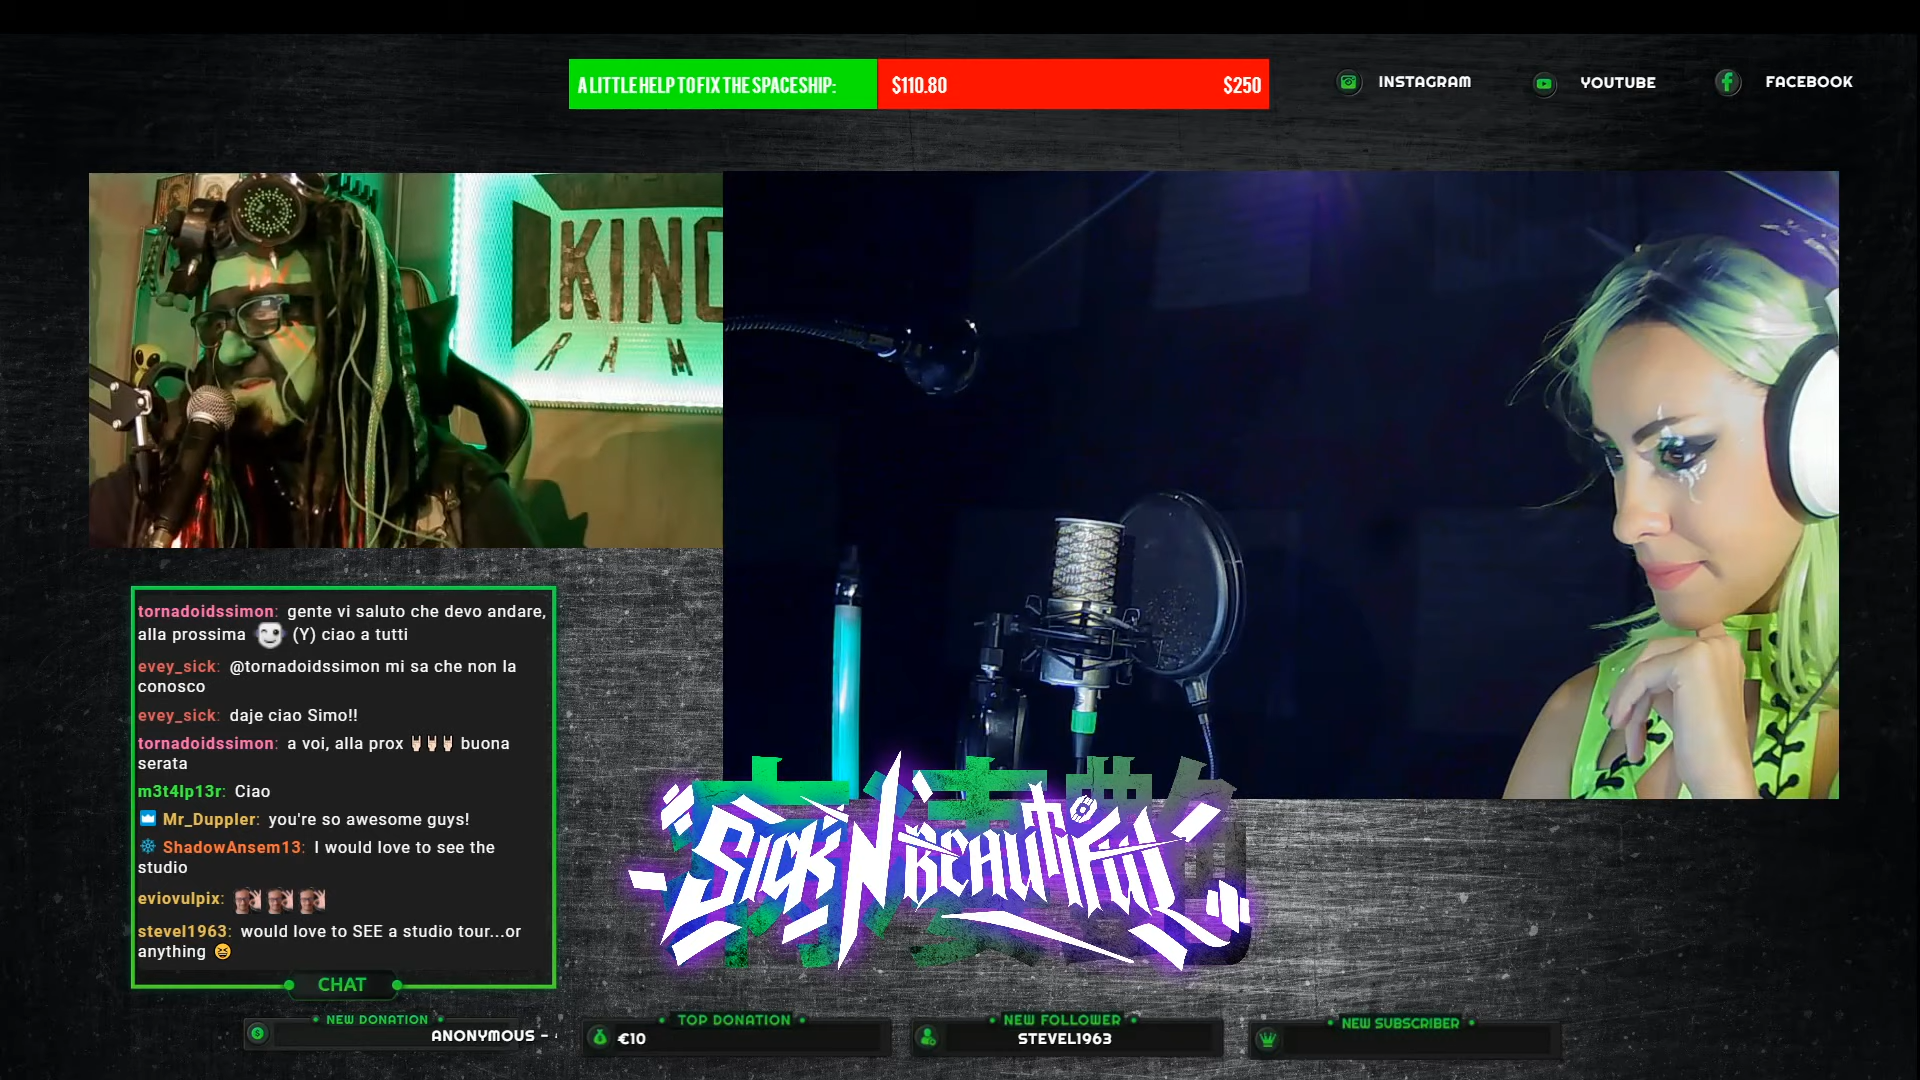 A LITTLE HELP TO FIX THE SPACESHIP:
$110.80
$250
INSTAGRAM
YOUTUBE
FACEBOOK
KING
RAM
tornadoidssimon: gente vi saluto che devo andare,
alla prossima (Y) ciao a tutti
evey_sick: @tornadoidssimon mi sa che non la
conosco
evey_sick: daje ciao Simo!!
tornadoidssimon: a voi, alla prox 🤘🏻🤘🏻🤘🏻 buona
serata
m3t4lp13r: Ciao
Mr_Duppler: you're so awesome guys!
ShadowAnsem13: I would love to see the
studio
eviovulpix:
stevel1963: would love to SEE a studio tour...or
anything 😆
CHAT
SICK N BEAUTIFUL
NEW DONATION
ANONYMOUS -
TOP DONATION
€10
NEW FOLLOWER
STEVEL1963
NEW SUBSCRIBER